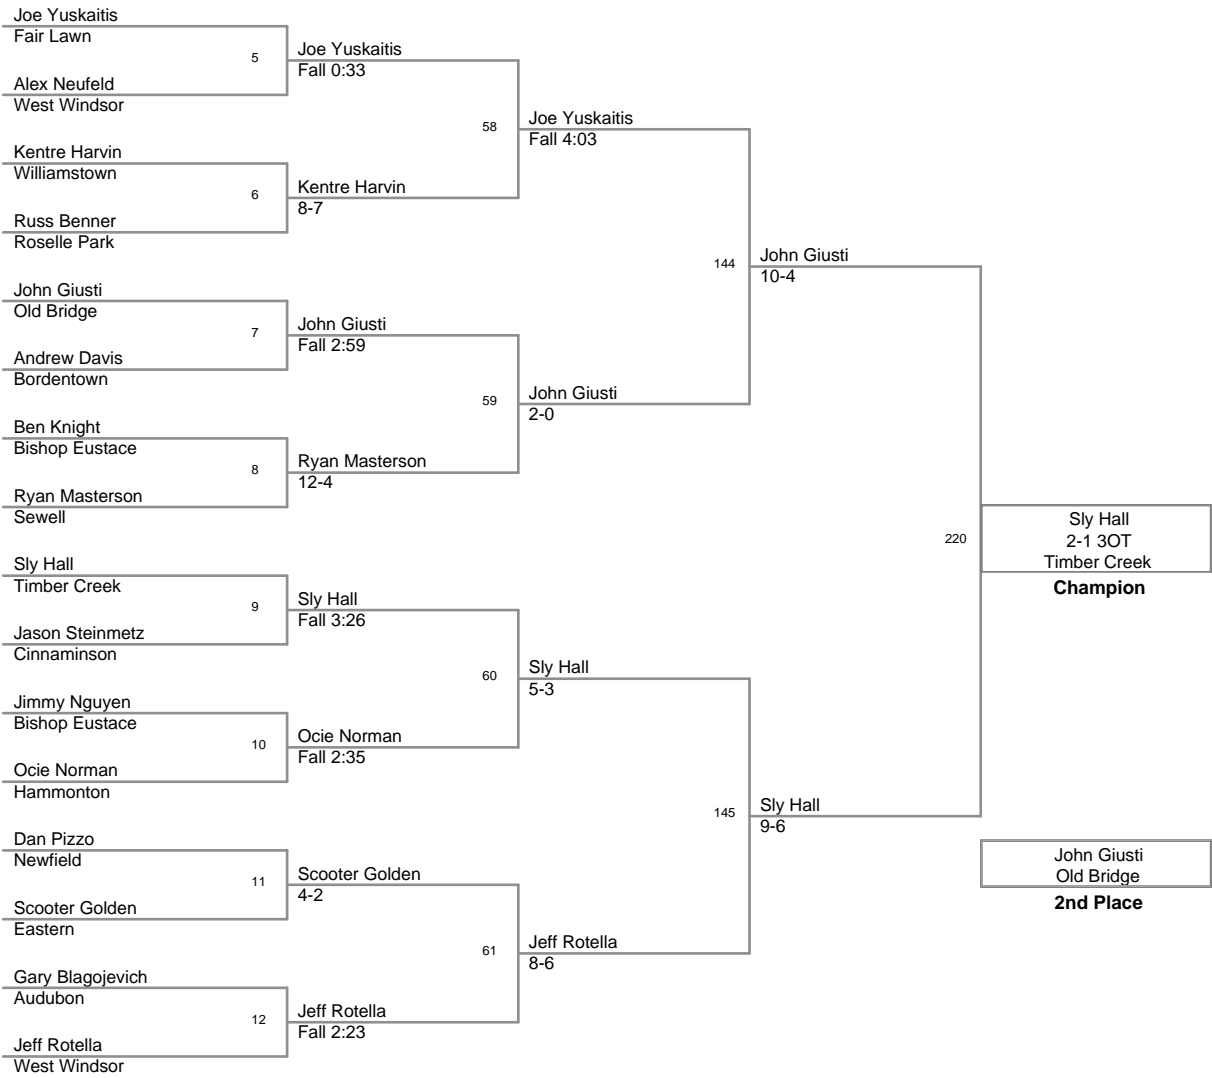 Joe Yuskaitis
Fair Lawn
5
Alex Neufeld
West Windsor
Joe Yuskaitis
Fall 0:33
Kentre Harvin
Williamstown
6
Russ Benner
Roselle Park
Kentre Harvin
8-7
58
Joe Yuskaitis
Fall 4:03
John Giusti
Old Bridge
7
Andrew Davis
Bordentown
John Giusti
Fall 2:59
Ben Knight
Bishop Eustace
8
Ryan Masterson
Sewell
Ryan Masterson
12-4
59
John Giusti
2-0
144
John Giusti
10-4
Sly Hall
Timber Creek
9
Jason Steinmetz
Cinnaminson
Sly Hall
Fall 3:26
Jimmy Nguyen
Bishop Eustace
10
Ocie Norman
Hammonton
Ocie Norman
Fall 2:35
60
Sly Hall
5-3
Dan Pizzo
Newfield
11
Scooter Golden
Eastern
Scooter Golden
4-2
Gary Blagojevich
Audubon
12
Jeff Rotella
West Windsor
Jeff Rotella
Fall 2:23
61
Jeff Rotella
8-6
145
Sly Hall
9-6
220
Sly Hall
2-1 3OT
Timber Creek
Champion
John Giusti
Old Bridge
2nd Place